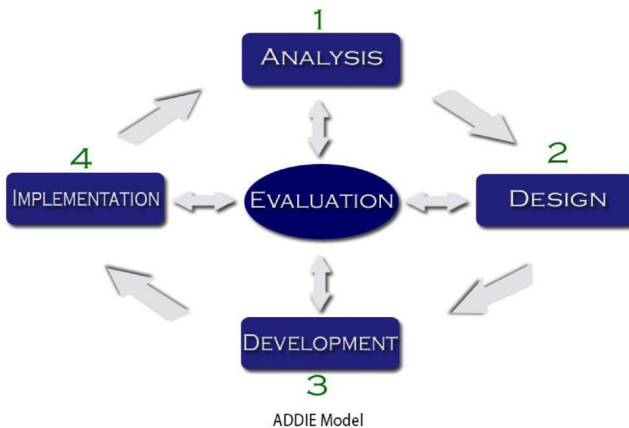 1
ANALYSIS
4
2
IMPLEMENTATION
EVALUATION
DESIGN
DEVELOPMENT
3
ADDIE Model